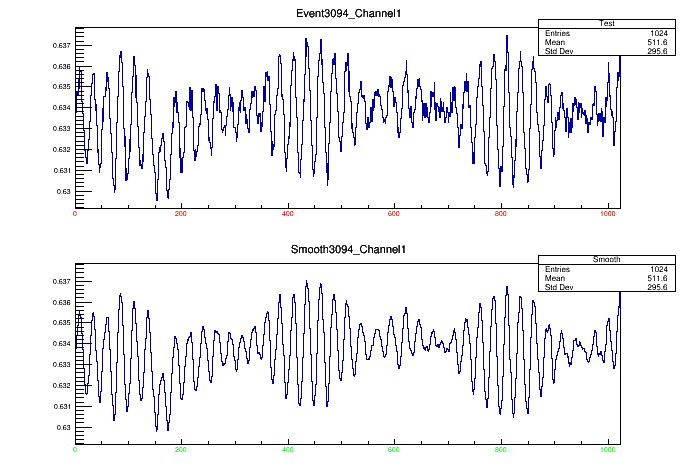 Event3094_Channel1
Test
Entries 1024
Mean 511.6
Std Dev 295.6
0.637
0.636
0.635
0.634
0.633
0.632
0.631
0.63
0 200 400 600 800 1000
Smooth3094_Channel1
Smooth
Entries 1024
Mean 511.6
Std Dev 295.6
0.637
0.636
0.635
0.634
0.633
0.632
0.631
0.63
0 200 400 600 800 1000